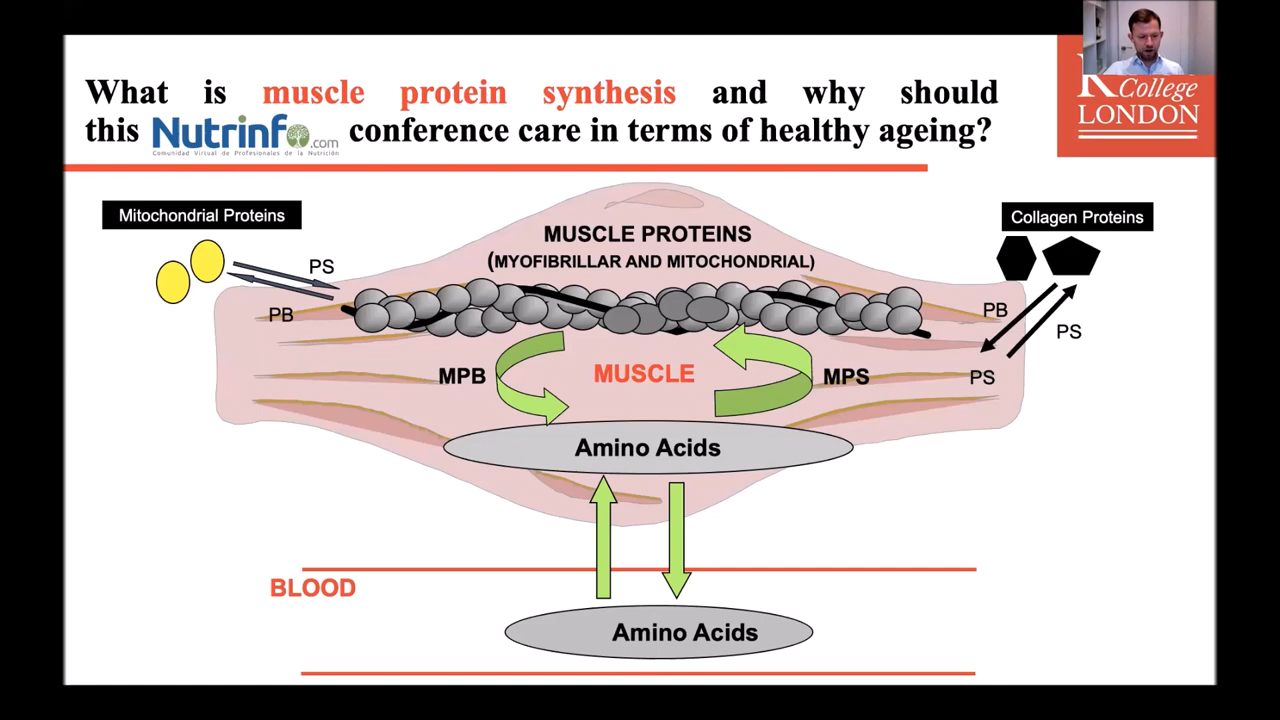 What is muscle protein synthesis and why should
this Nutrinfo.com conference care in terms of healthy ageing?
Comunidad Virtual de Profesionales de la Nutrición
College
LONDON
Mitochondrial Proteins
Collagen Proteins
MUSCLE PROTEINS
(MYOFIBRILLAR AND MITOCHONDRIAL)
PS
PB
PB
PS
MPB
MUSCLE
MPS
PS
Amino Acids
BLOOD
Amino Acids